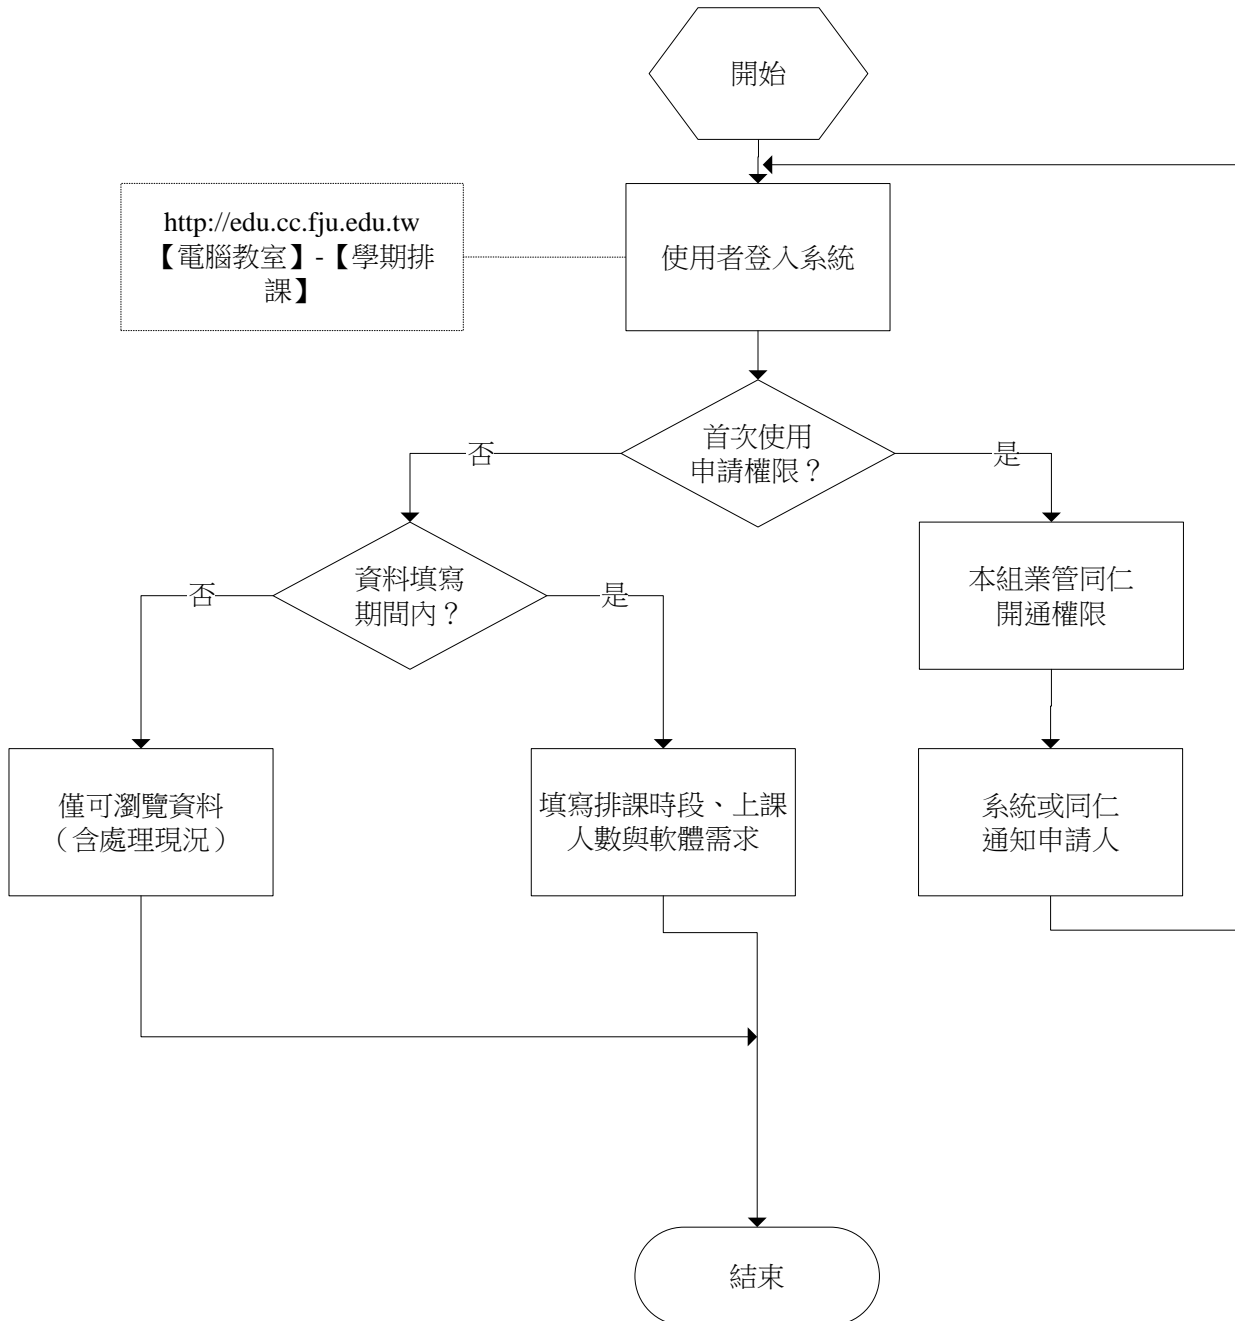 開始
http://edu.cc.fju.edu.tw
【電腦教室】-【學期排
課】
使用者登入系統
首次使用
申請權限？
否
是
資料填寫
期間內？
否
是
本組業管同仁
開通權限
僅可瀏覽資料
（含處理現況）
填寫排課時段、上課
人數與軟體需求
系統或同仁
通知申請人
結束